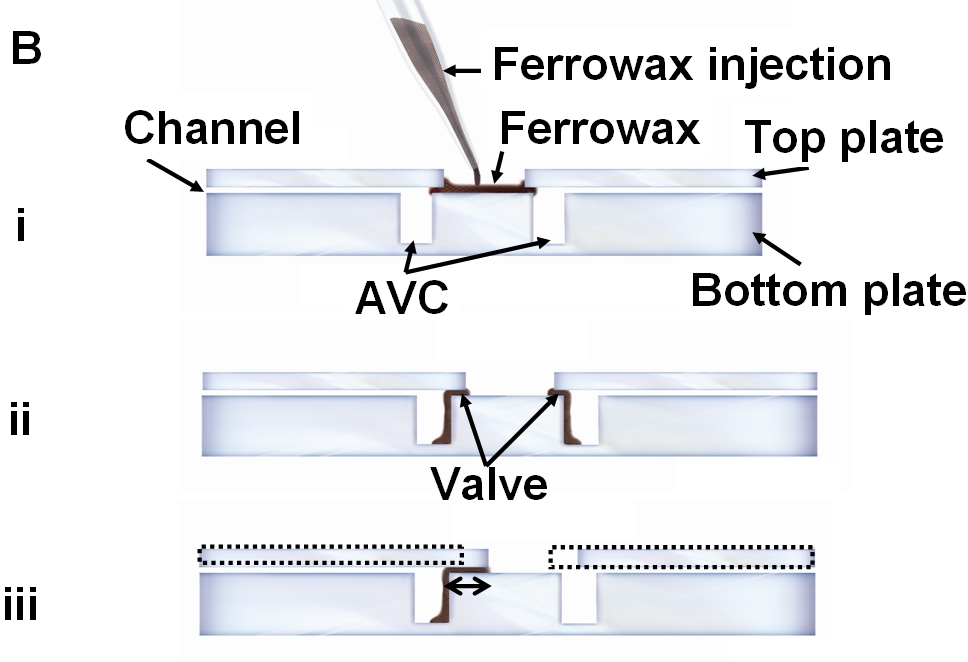 B
Ferrowax injection
Channel
Ferrowax
Top plate
i
AVC
Bottom plate
ii
Valve
iii